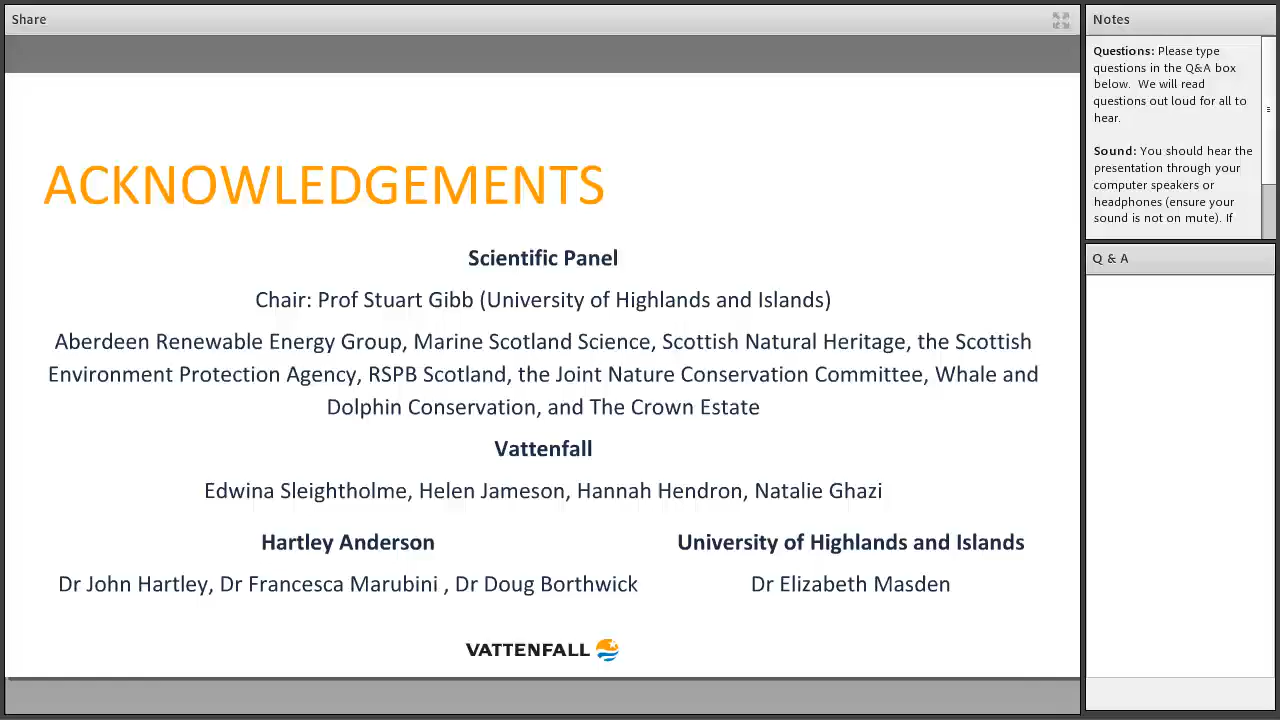 Share
ACKNOWLEDGEMENTS
Scientific Panel
Chair: Prof Stuart Gibb (University of Highlands and Islands)
Aberdeen Renewable Energy Group, Marine Scotland Science, Scottish Natural Heritage, the Scottish
Environment Protection Agency, RSPB Scotland, the Joint Nature Conservation Committee, Whale and
Dolphin Conservation, and The Crown Estate
Vattenfall
Edwina Sleightholme, Helen Jameson, Hannah Hendron, Natalie Ghazi
Hartley Anderson
Dr John Hartley, Dr Francesca Marubini , Dr Doug Borthwick
University of Highlands and Islands
Dr Elizabeth Masden
VATTENFALL
Notes
Questions: Please type
questions in the Q&A box
below.  We will read
questions out loud for all to
hear.
Sound: You should hear the
presentation through your
computer speakers or
headphones (ensure your
sound is not on mute). If
Q & A